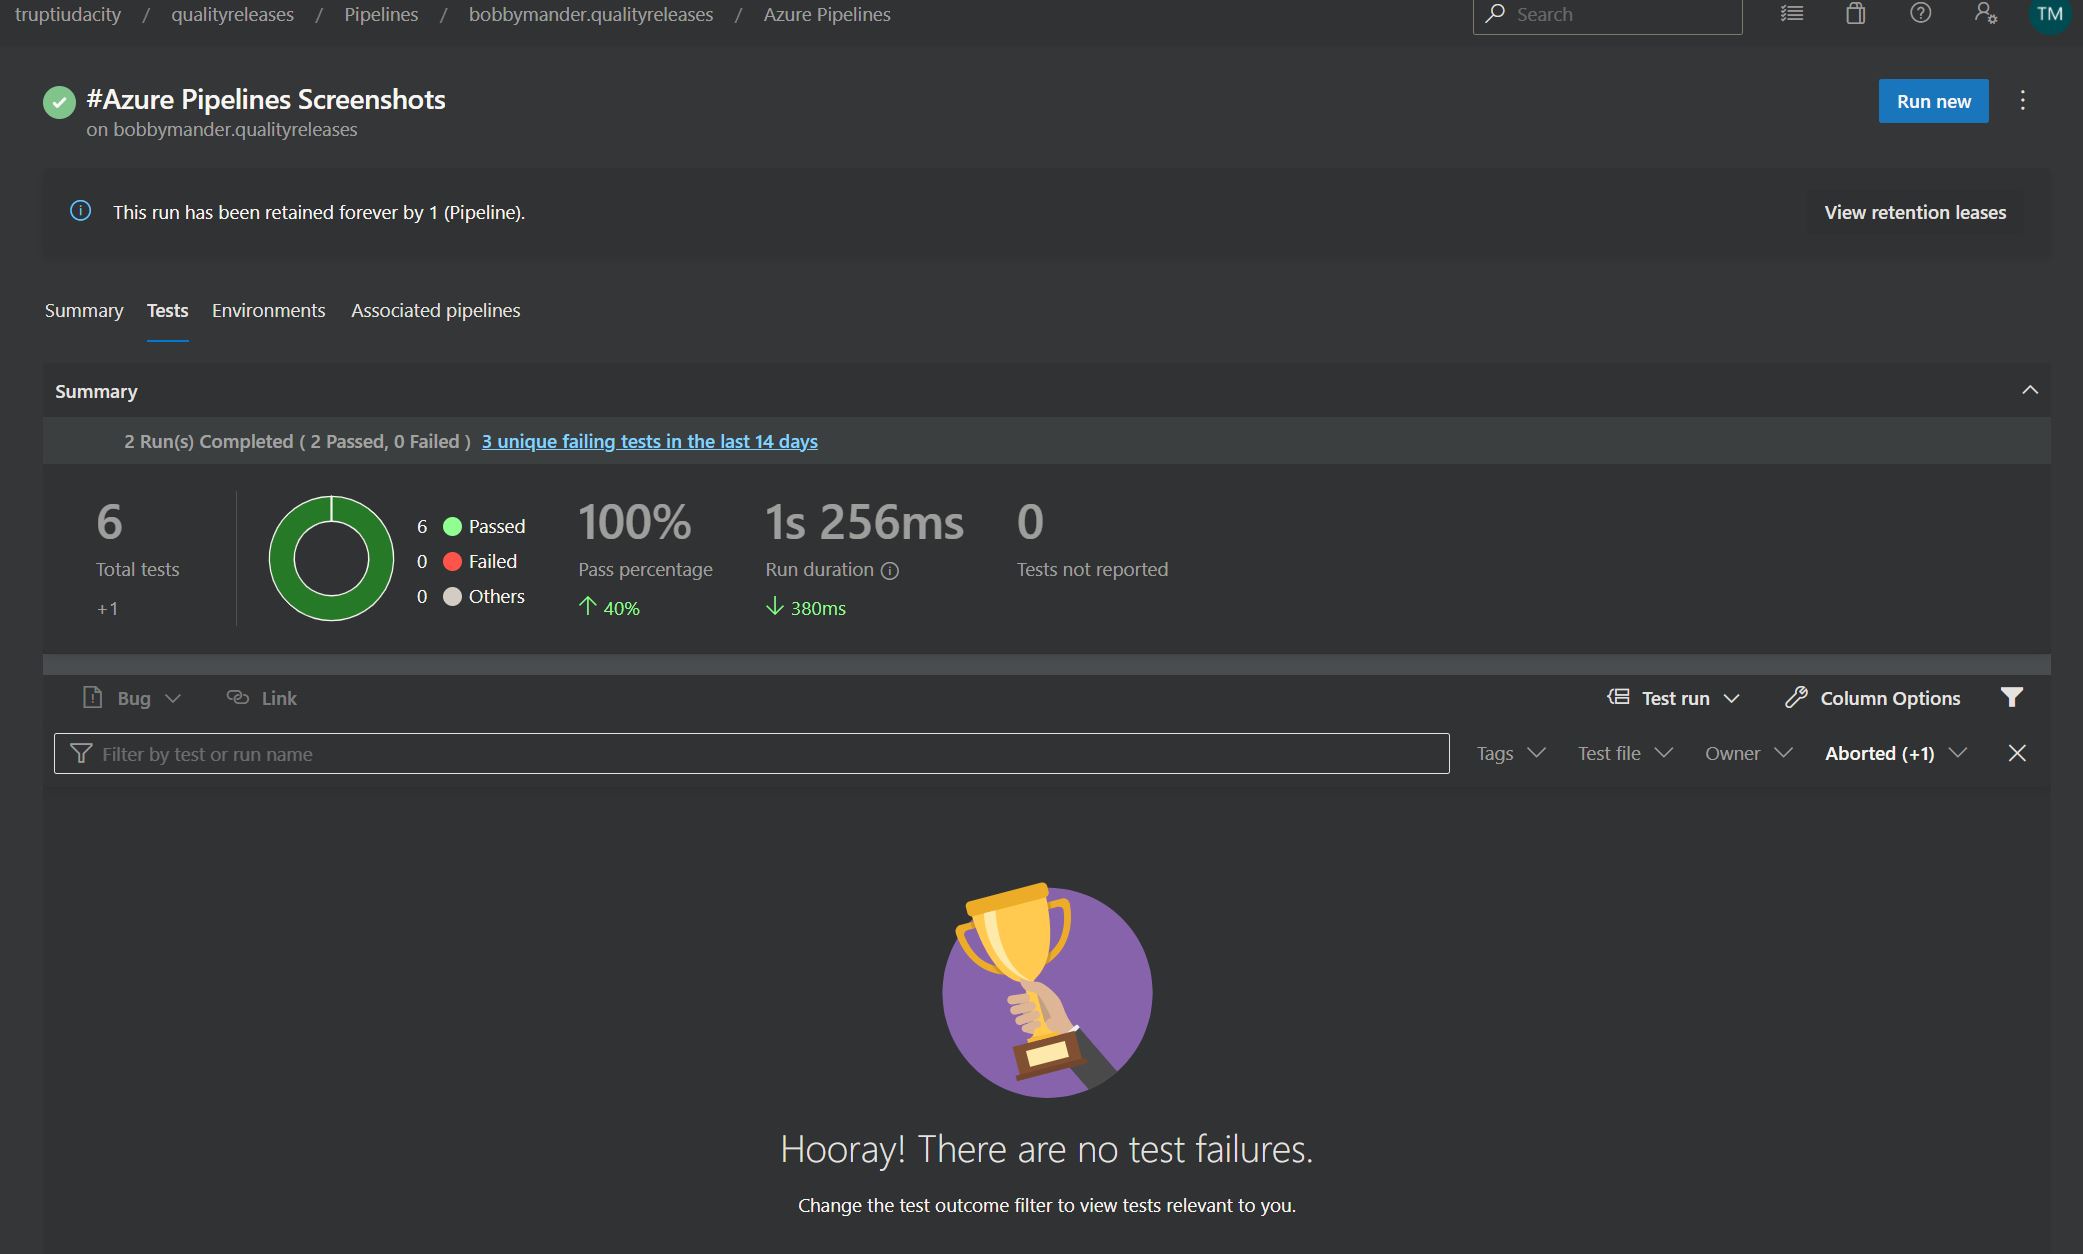 truptiudacity / qualityreleases / Pipelines / bobbymander.qualityreleases / Azure Pipelines
Search
TM
#Azure Pipelines Screenshots
on bobbymander.qualityreleases
Run new
This run has been retained forever by 1 (Pipeline).
View retention leases
Summary Tests Environments Associated pipelines
Summary
2 Run(s) Completed ( 2 Passed, 0 Failed ) 3 unique failing tests in the last 14 days
6
Total tests
+1
6 Passed
0 Failed
0 Others
100%
Pass percentage
40%
1s 256ms
Run duration
380ms
0
Tests not reported
Bug Link
Test run Column Options
Filter by test or run name
Tags Test file Owner Aborted (+1)
Hooray! There are no test failures.
Change the test outcome filter to view tests relevant to you.